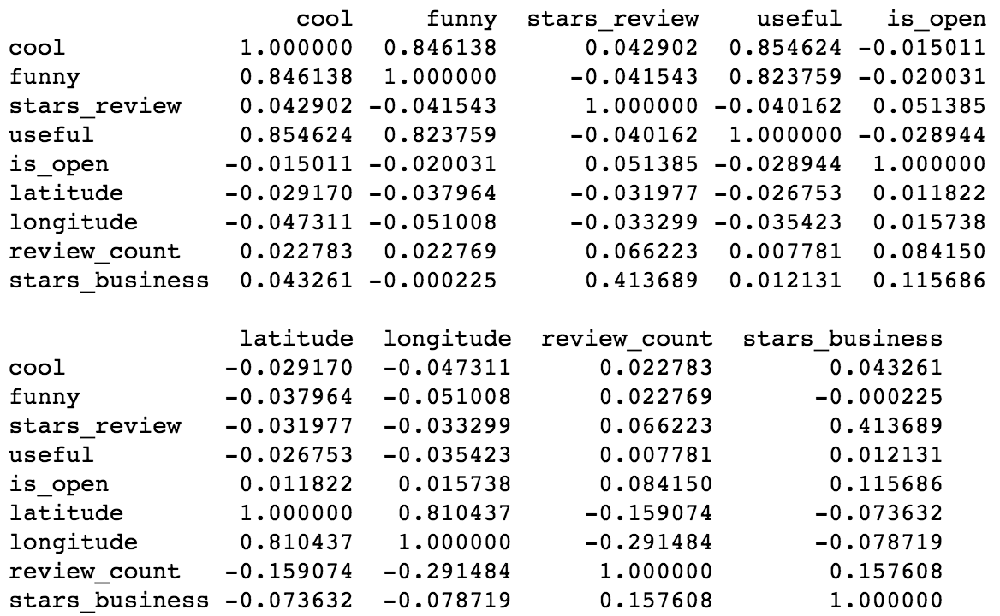 cool funny stars_review useful is_open
cool 1.000000 0.846138 0.042902 0.854624 -0.015011
funny 0.846138 1.000000 -0.041543 0.823759 -0.020031
stars_review 0.042902 -0.041543 1.000000 -0.040162 0.051385
useful 0.854624 0.823759 -0.040162 1.000000 -0.028944
is_open -0.015011 -0.020031 0.051385 -0.028944 1.000000
latitude -0.029170 -0.037964 -0.031977 -0.026753 0.011822
longitude -0.047311 -0.051008 -0.033299 -0.035423 0.015738
review_count 0.022783 0.022769 0.066223 0.007781 0.084150
stars_business 0.043261 -0.000225 0.413689 0.012131 0.115686
latitude longitude review_count stars_business
cool -0.029170 -0.047311 0.022783 0.043261
funny -0.037964 -0.051008 0.022769 -0.000225
stars_review -0.031977 -0.033299 0.066223 0.413689
useful -0.026753 -0.035423 0.007781 0.012131
is_open 0.011822 0.015738 0.084150 0.115686
latitude 1.000000 0.810437 -0.159074 -0.073632
longitude 0.810437 1.000000 -0.291484 -0.078719
review_count -0.159074 -0.291484 1.000000 0.157608
stars_business -0.073632 -0.078719 0.157608 1.000000